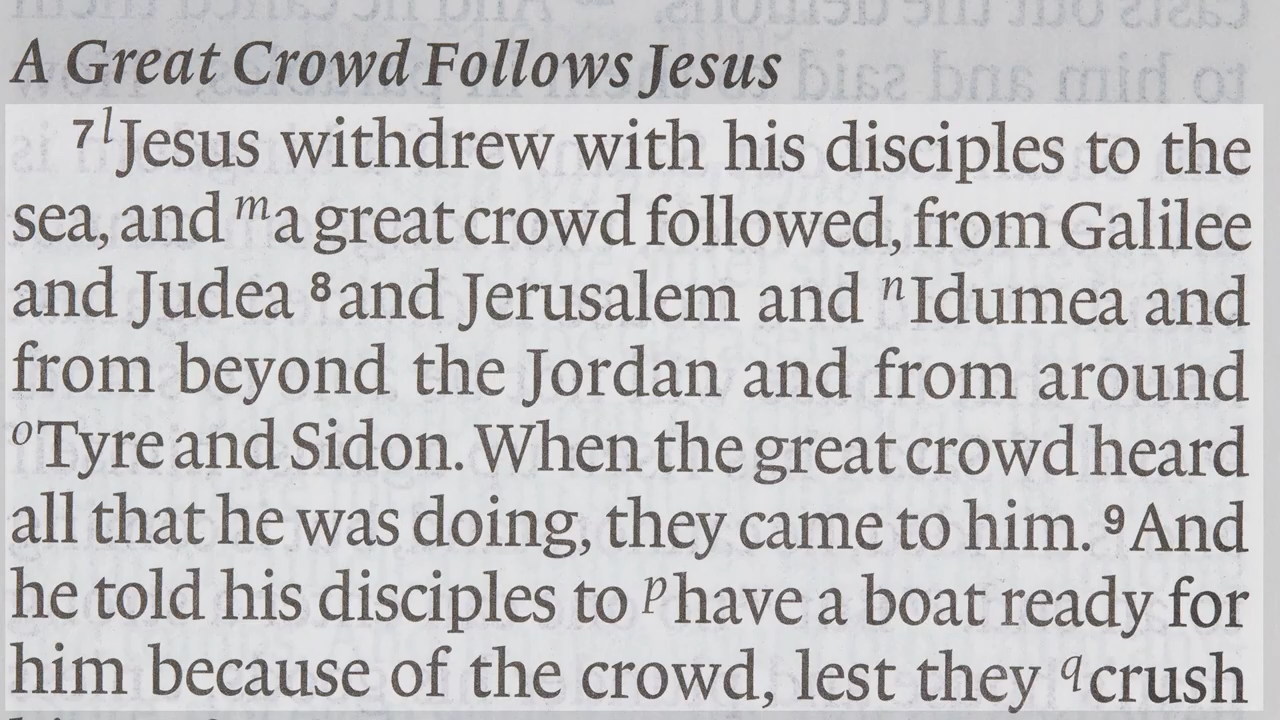 A Great Crowd Follows Jesus
7 l Jesus withdrew with his disciples to the
sea, and m a great crowd followed, from Galilee
and Judea 8 and Jerusalem and n Idumea and
from beyond the Jordan and from around
o Tyre and Sidon. When the great crowd heard
all that he was doing, they came to him. 9 And
he told his disciples to p have a boat ready for
him because of the crowd, lest they q crush